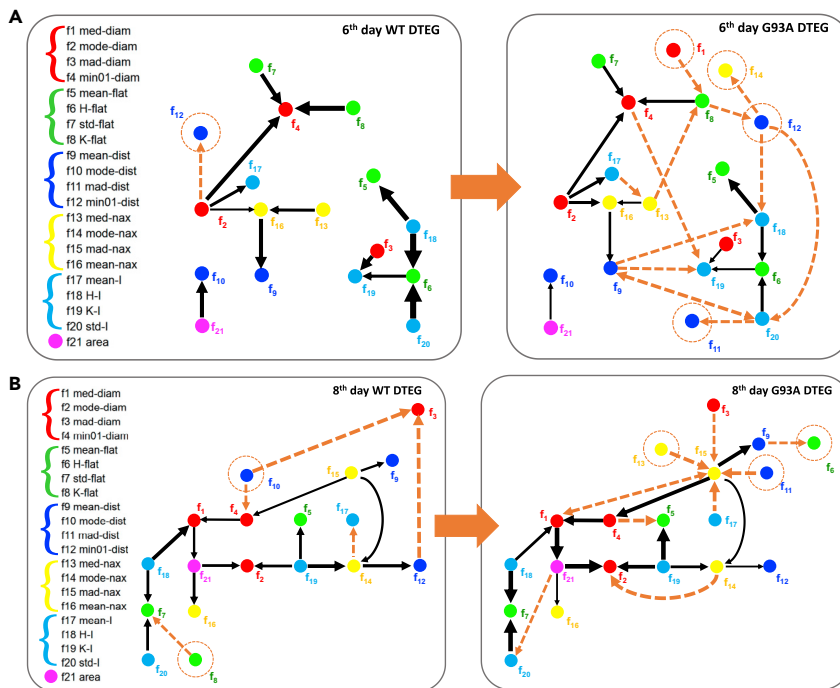 A
f1 med-diam
f2 mode-diam
f3 mad-diam
f4 min01-diam
f5 mean-flat
f6 H-flat
f7 std-flat
f8 K-flat
f9 mean-dist
f10 mode-dist
f11 mad-dist
f12 min01-dist
f13 med-nax
f14 mode-nax
f15 mad-nax
f16 mean-nax
f17 mean-I
f18 H-I
f19 K-I
f20 std-I
f21 area
6th day WT DTEG
f7
f12
f4
f8
f17
f5
f2
f16
f13
f18
f3
f10
f9
f19
f6
f21
f20
6th day G93A DTEG
f1
f7
f14
f4
f8
f12
f17
f5
f2
f16
f13
f18
f3
f10
f9
f19
f6
f21
f11
f20
B
f1 med-diam
f2 mode-diam
f3 mad-diam
f4 min01-diam
f5 mean-flat
f6 H-flat
f7 std-flat
f8 K-flat
f9 mean-dist
f10 mode-dist
f11 mad-dist
f12 min01-dist
f13 med-nax
f14 mode-nax
f15 mad-nax
f16 mean-nax
f17 mean-I
f18 H-I
f19 K-I
f20 std-I
f21 area
8th day WT DTEG
f3
f15
f9
f10
f1
f4
f5
f17
f18
f21
f2
f19
f14
f12
f7
f16
f20
f8
8th day G93A DTEG
f3
f9
f13
f15
f6
f11
f1
f4
f5
f17
f18
f21
f2
f19
f14
f12
f7
f16
f20